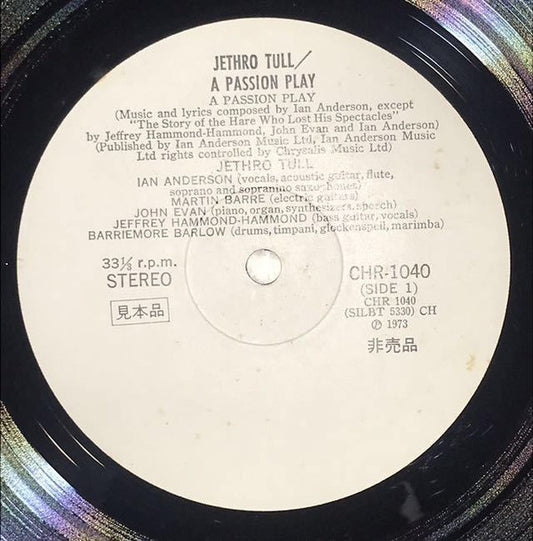 JETHRO TULL/
A PASSION PLAY
A PASSION PLAY
(Music and lyrics composed by Ian Anderson, except
"The Story of the Hare Who Lost His Spectacles"
by Jeffrey Hammond-Hammond, John Evan and Ian Anderson)
(Published by Ian Anderson Music Ltd, Ian Anderson Music
Ltd rights controlled by Chrysalis Music Ltd)
JETHRO TULL
IAN ANDERSON (vocals, acoustic guitar, flute,
soprano and sopranino saxophones)
MARTIN BARRE (electric guitars)
JOHN EVAN (piano, organ, synthesizers, speech)
JEFFREY HAMMOND-HAMMOND (bass guitar, vocals)
BARRIEMORE BARLOW (drums, timpani, glockenspeil, marimba)
33⅓ r.p.m.
STEREO
見本品
CHR-1040
(SIDE 1)
CHR 1040
(SILBT 5330) CH
℗ 1973
非売品